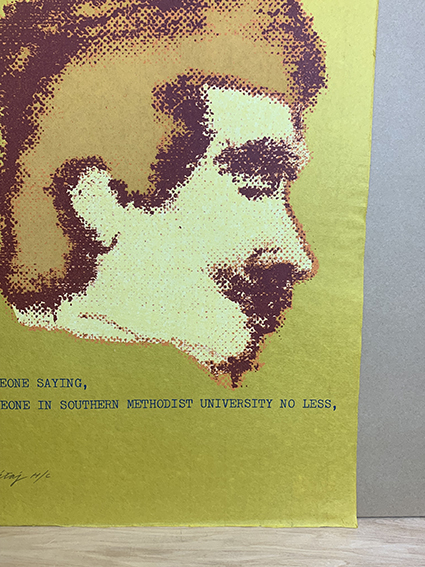 EONE SAYING,
EONE IN SOUTHERN METHODIST UNIVERSITY NO LESS,